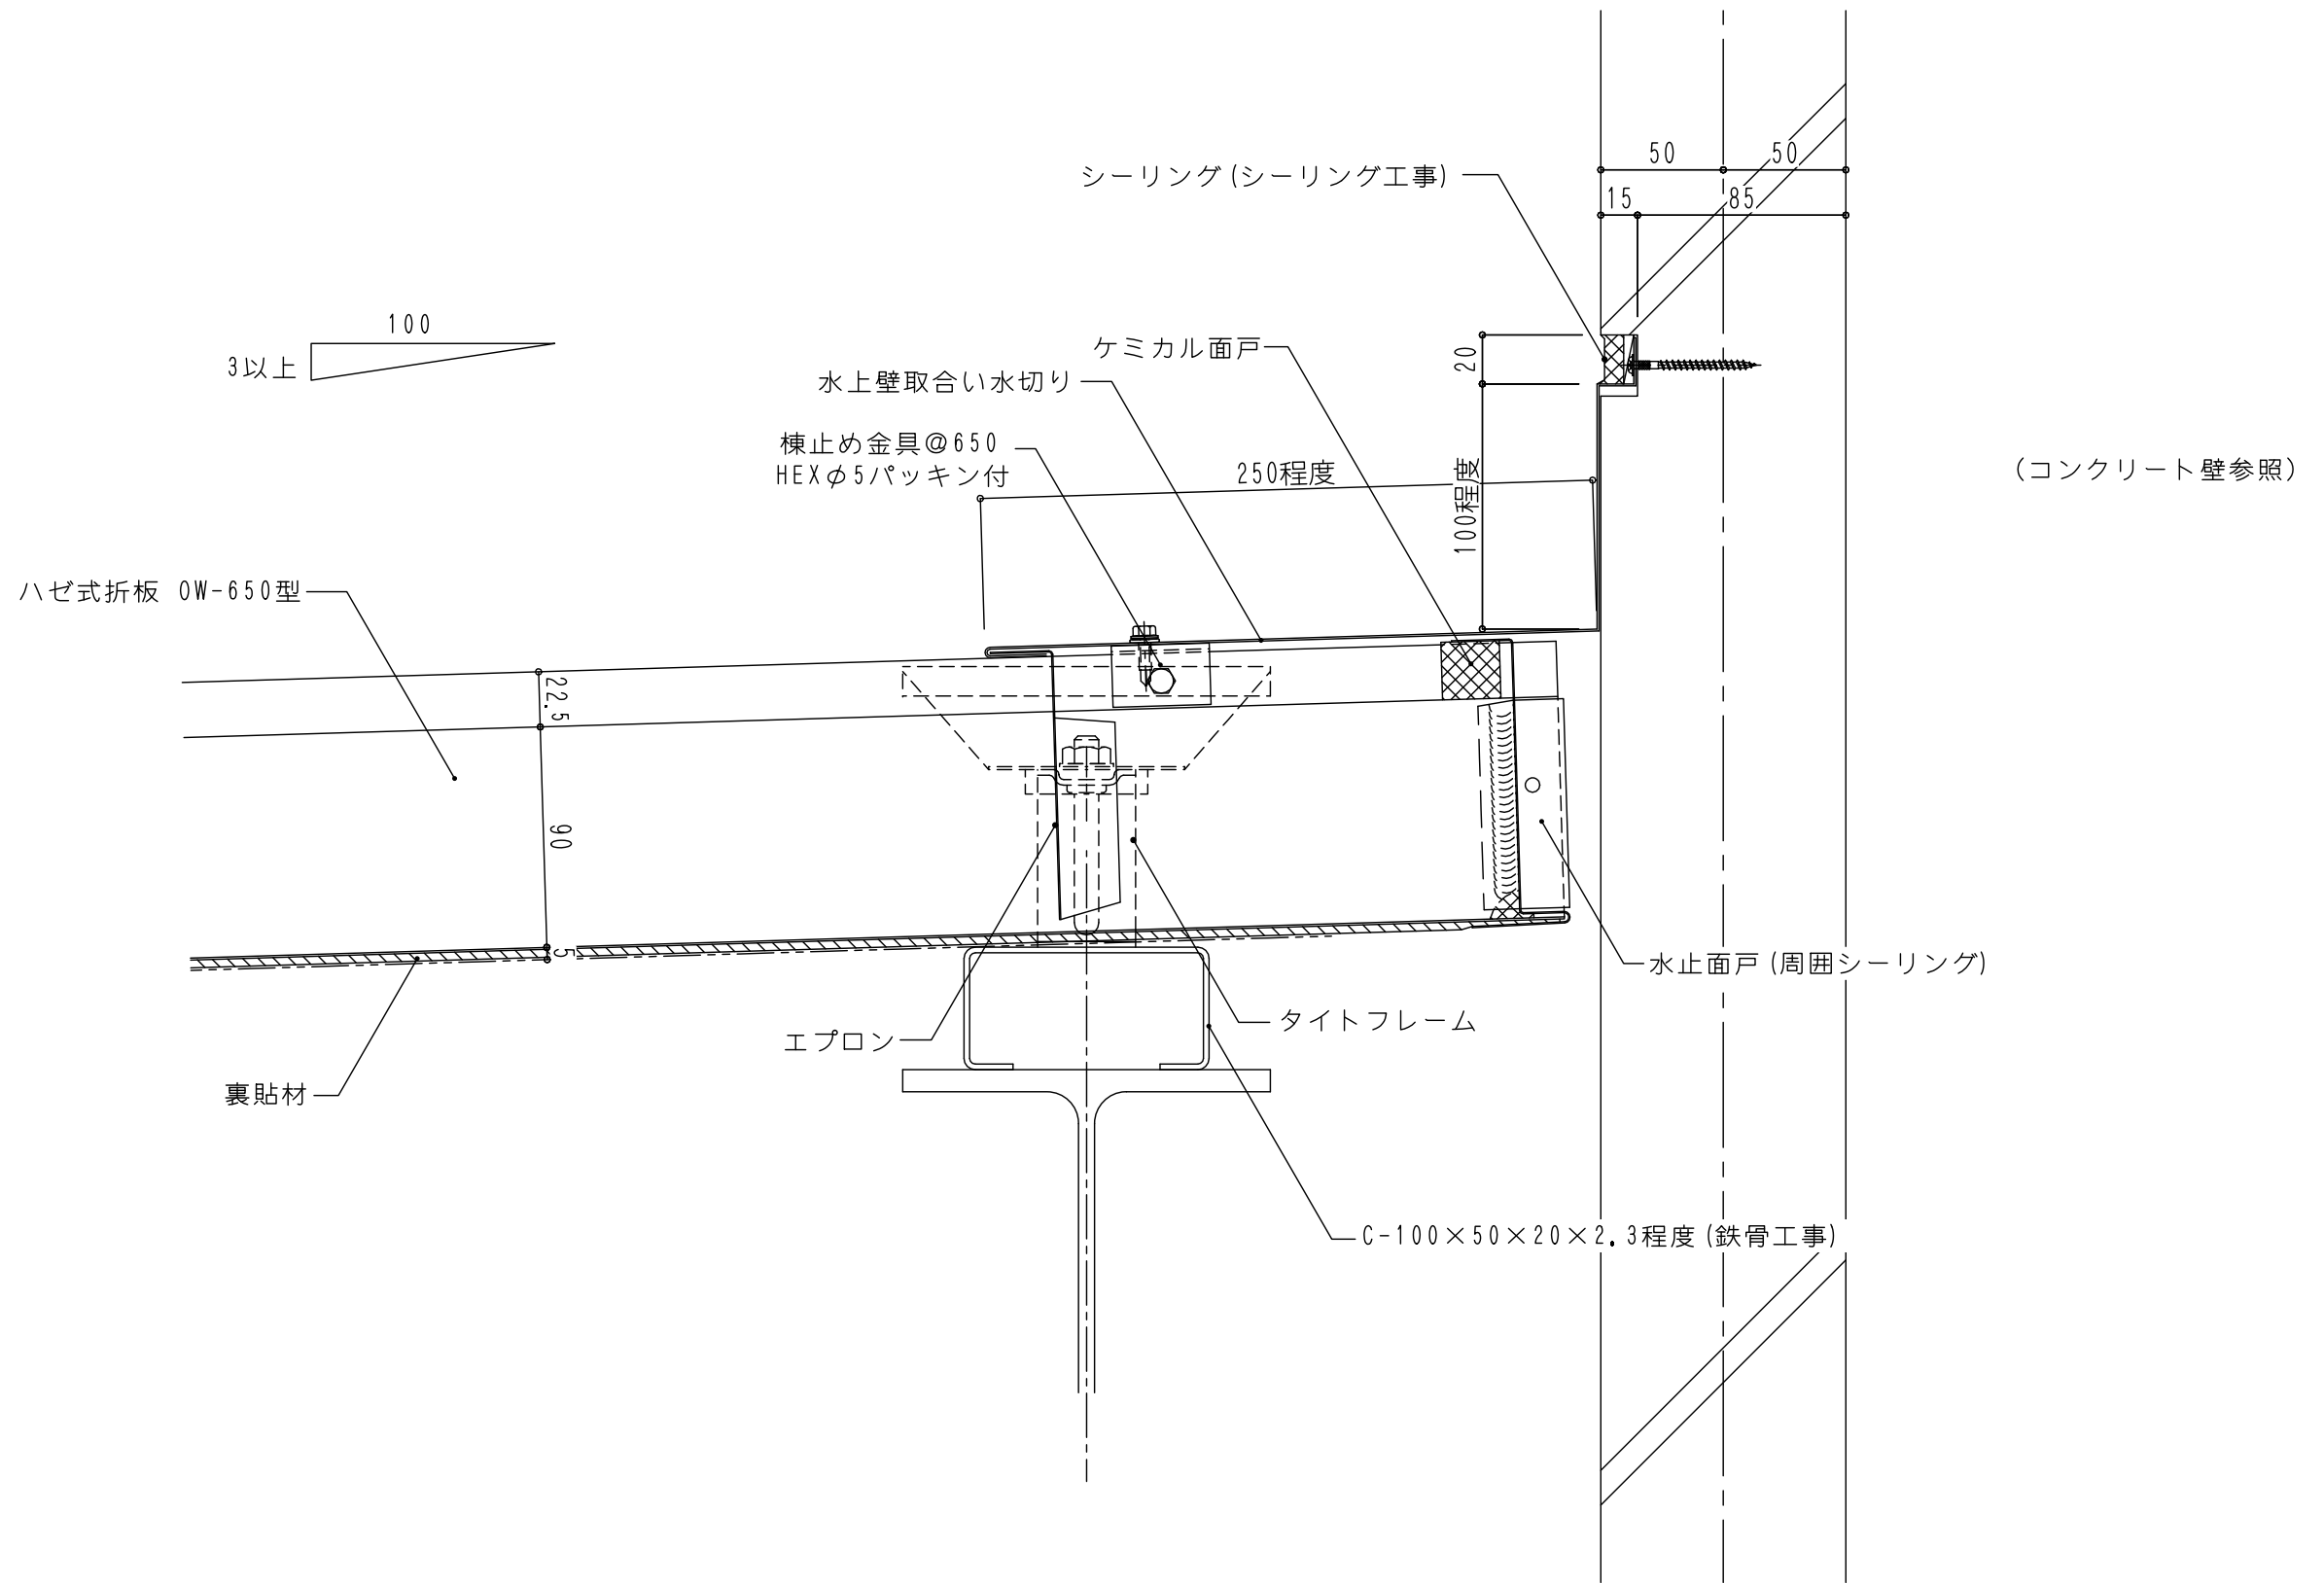 50
50
シーリング(シーリング工事)
15
85
100
3以上
ケミカル面戸
20
水上壁取合い水切り
棟止め金具@650
HEXφ5パッキン付
250程度
100程度
(コンクリート壁参照)
ハゼ式折板 OW-650型
22.5
90
5
水止面戸(周囲シーリング)
タイトフレーム
エプロン
裏貼材
C-100×50×20×2.3程度(鉄骨工事)